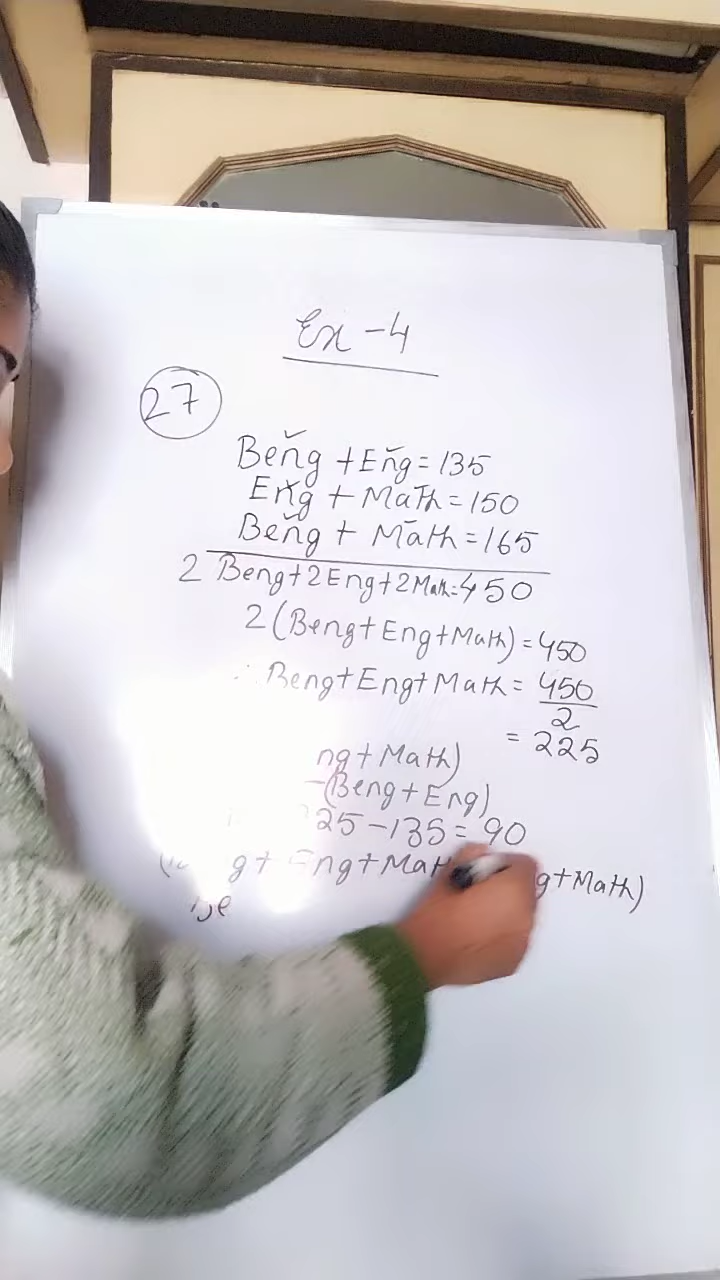 Ex-4
27
Beng + Eng = 135
Eng + Math = 150
Beng + Math = 165
2 Beng + 2 Eng + 2 Math = 450
2 (Beng + Eng + Math) = 450
∴ Beng + Eng + Math = 450/2
= 225
ng + Math)
-(Beng + Eng)
25 - 135 = 90
g + Eng + Mat g + Math)
Be